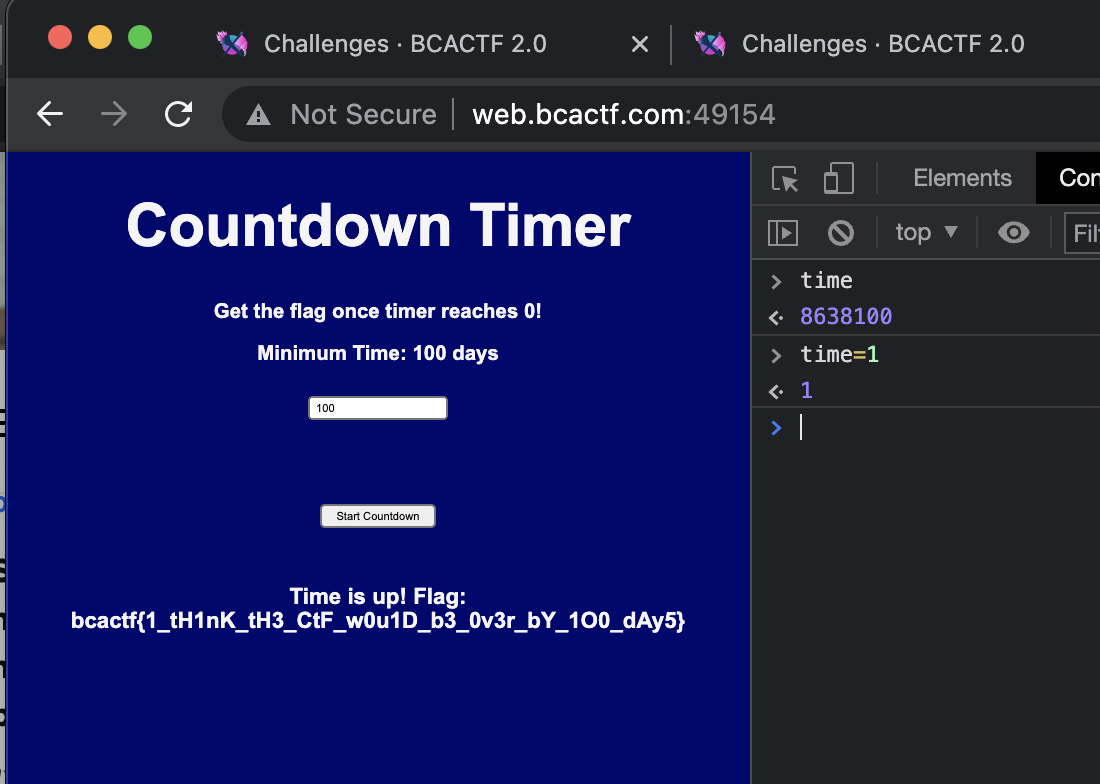 Challenges · BCACTF 2.0
Challenges · BCACTF 2.0
Not Secure web.bcactf.com:49154
Countdown Timer
Get the flag once timer reaches 0!
Minimum Time: 100 days
100
Start Countdown
Time is up! Flag:
bcactf{1_tH1nK_tH3_CtF_w0u1D_b3_0v3r_bY_1O0_dAy5}
Elements
top
time
8638100
time=1
1